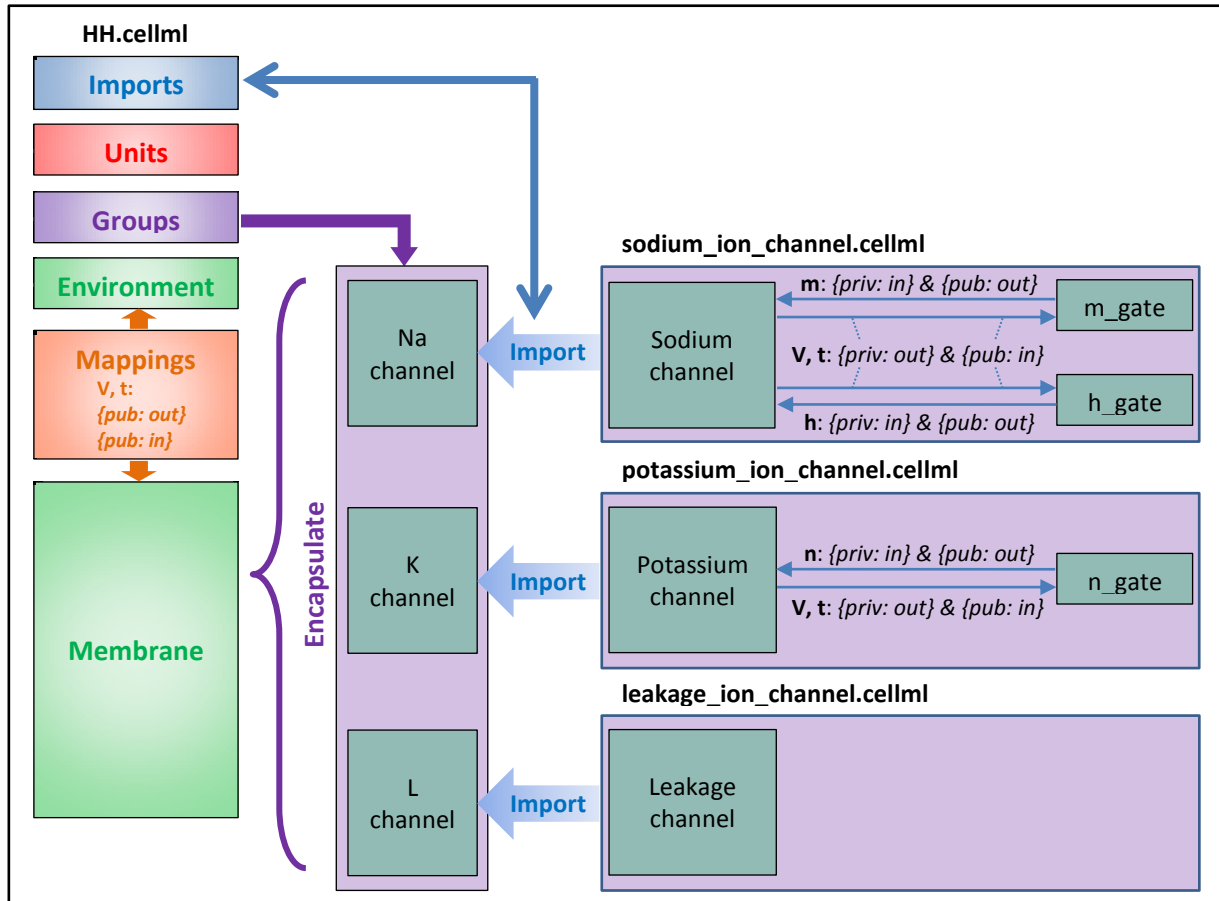 HH.cellml
Imports
Units
Groups
Environment
Mappings
V, t:
{pub: out}
{pub: in}
Membrane
Encapsulate
Na
channel
K
channel
L
channel
Import
Import
Import
sodium_ion_channel.cellml
Sodium
channel
m: {priv: in} & {pub: out}
m_gate
V, t: {priv: out} & {pub: in}
h_gate
h: {priv: in} & {pub: out}
potassium_ion_channel.cellml
Potassium
channel
n: {priv: in} & {pub: out}
n_gate
V, t: {priv: out} & {pub: in}
leakage_ion_channel.cellml
Leakage
channel